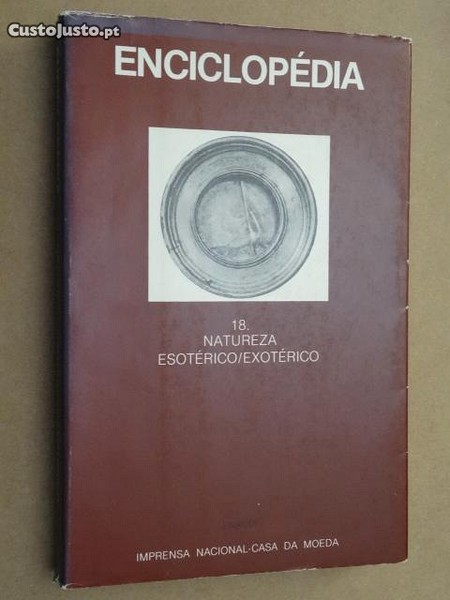 CustoJusto.pt
ENCICLOPÉDIA
18.
NATUREZA
ESOTÉRICO/EXOTÉRICO
IMPRENSA NACIONAL-CASA DA MOEDA